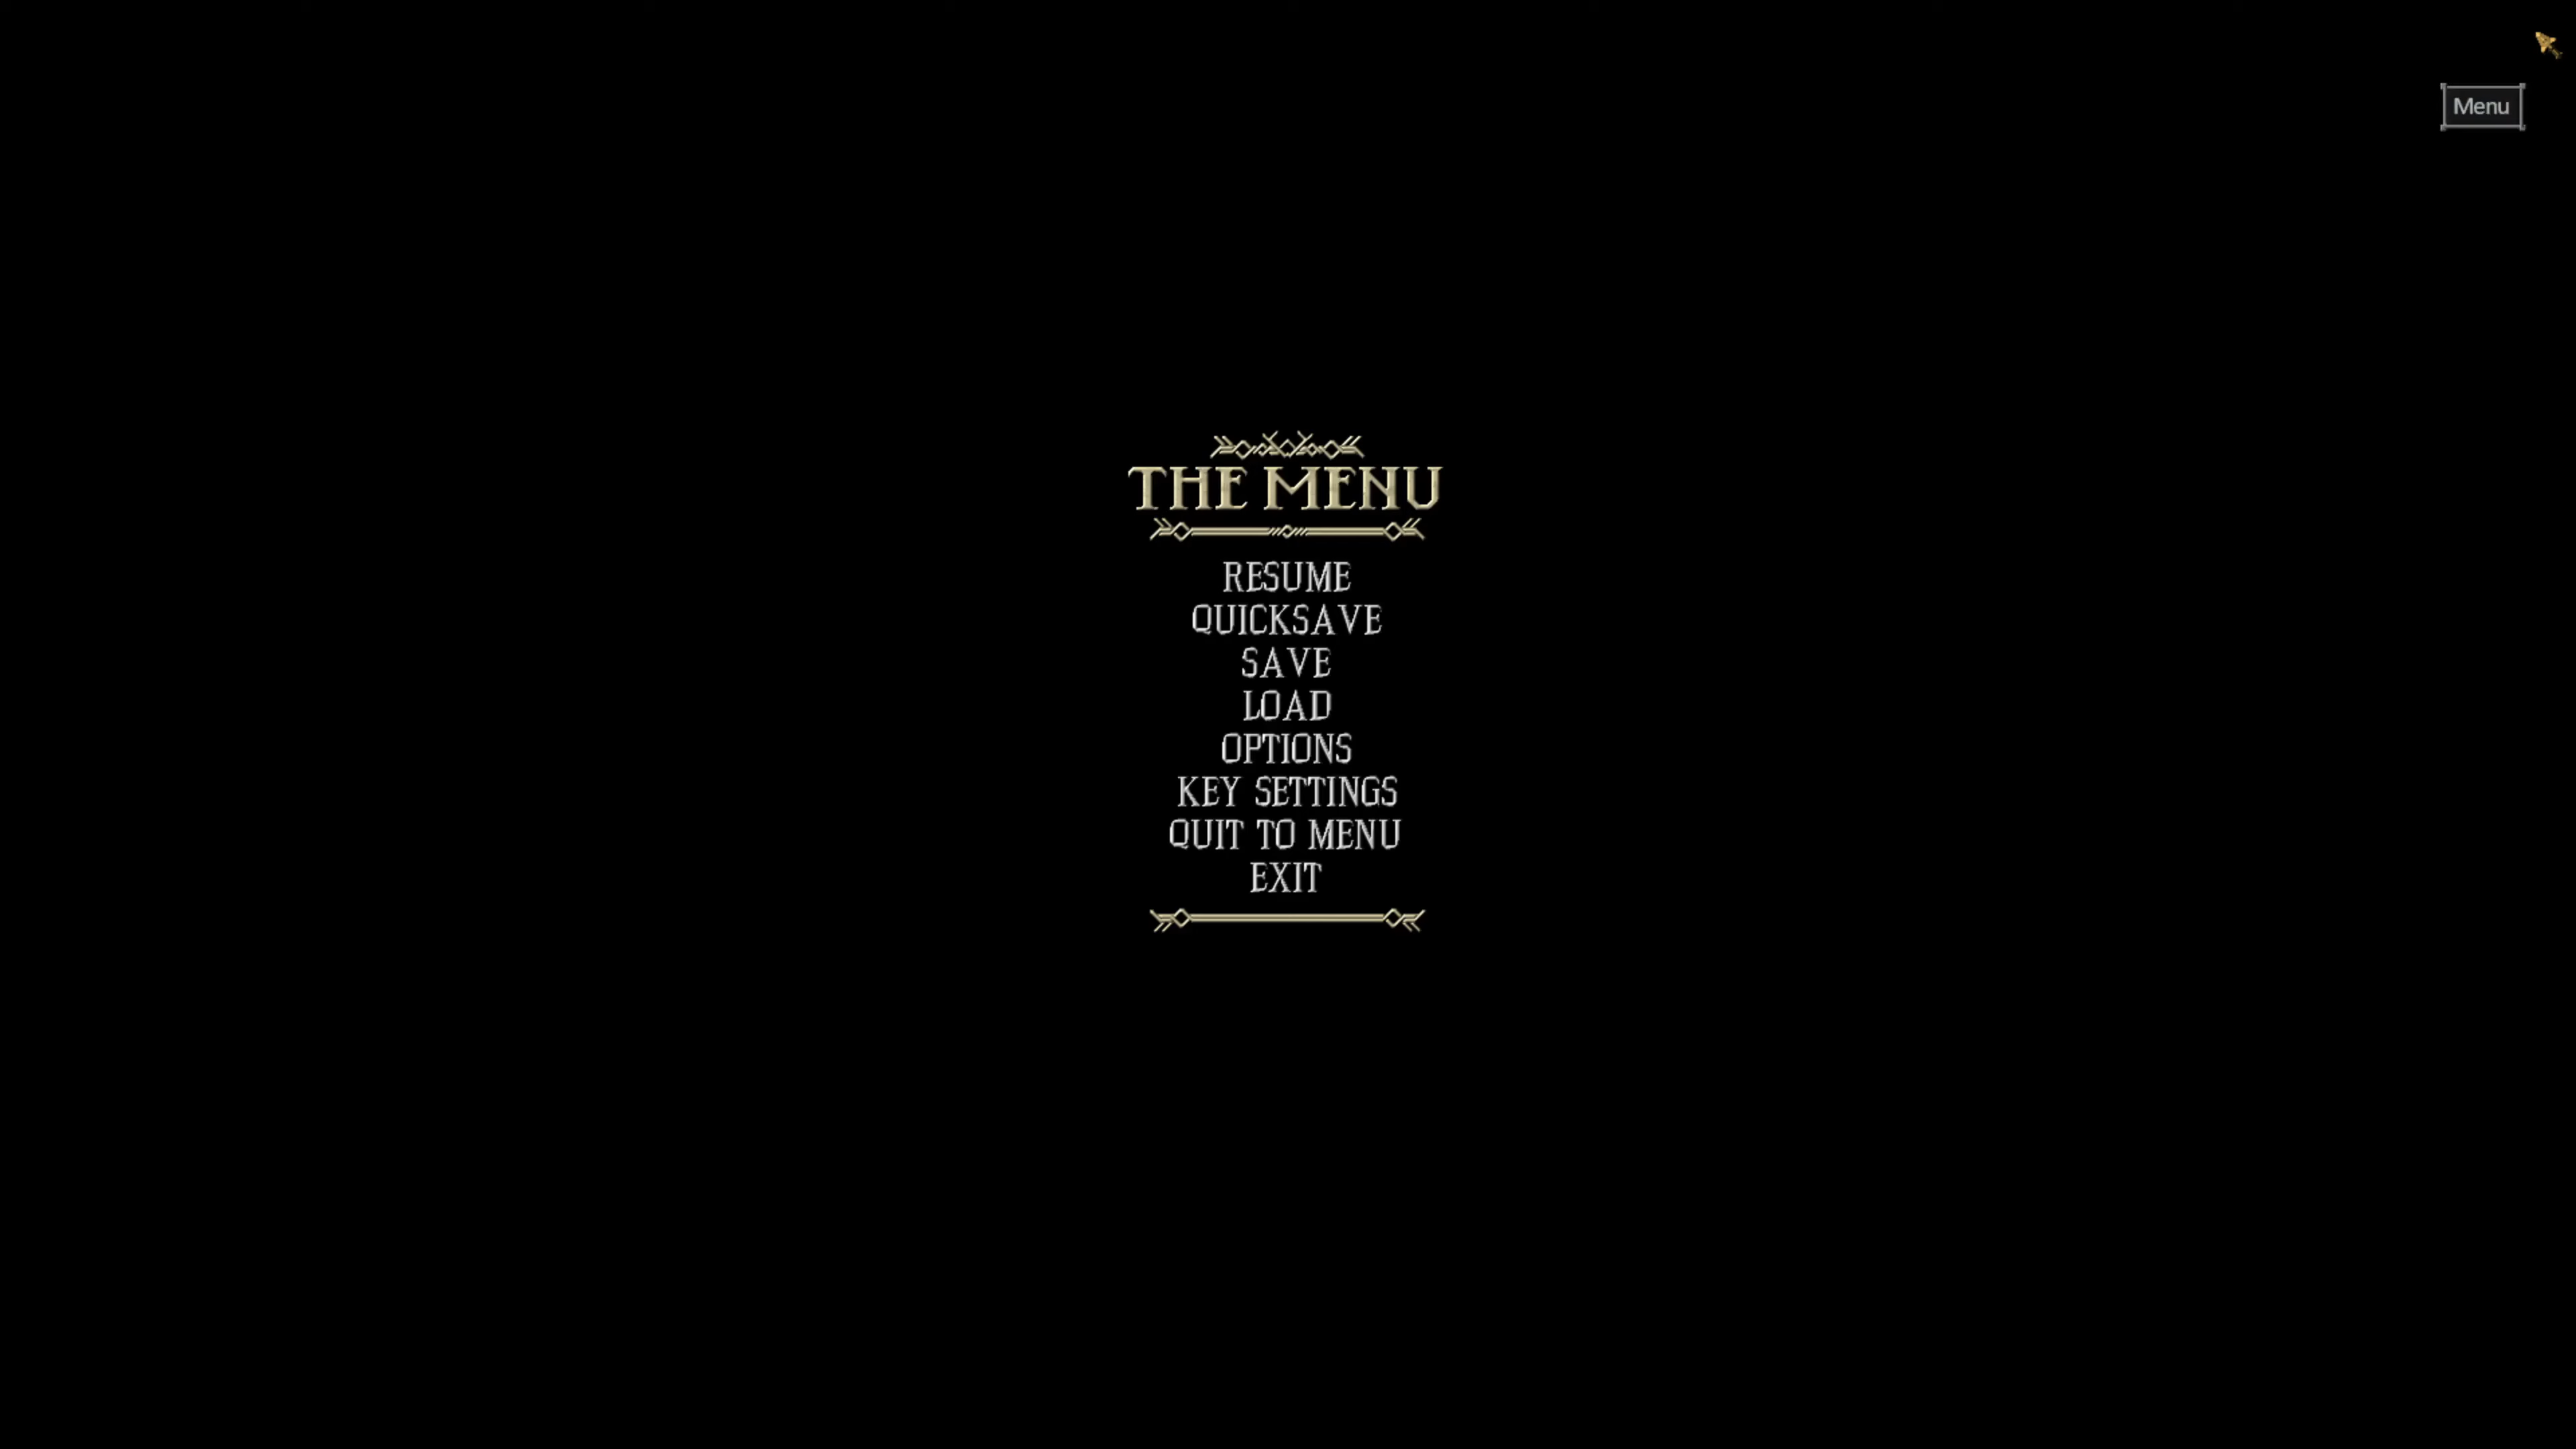 Menu
THE MENU
RESUME
QUICKSAVE
SAVE
LOAD
OPTIONS
KEY SETTINGS
QUIT TO MENU
EXIT